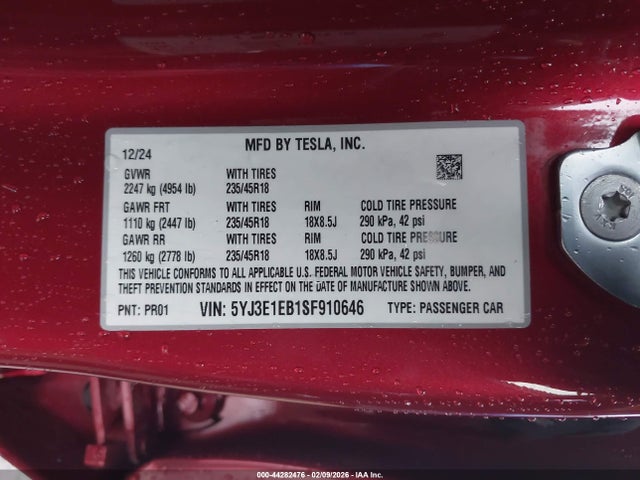 MFD BY TESLA, INC.
12/24
GVWR WITH TIRES
2247 kg (4954 lb) 235/45R18
GAWR FRT WITH TIRES RIM COLD TIRE PRESSURE
1110 kg (2447 lb) 235/45R18 18X8.5J 290 kPa, 42 psi
GAWR RR WITH TIRES RIM COLD TIRE PRESSURE
1260 kg (2778 lb) 235/45R18 18X8.5J 290 kPa, 42 psi
THIS VEHICLE CONFORMS TO ALL APPLICABLE U.S. FEDERAL MOTOR VEHICLE SAFETY, BUMPER, AND
THEFT PREVENTION STANDARDS IN EFFECT ON THE DATE OF MANUFACTURE SHOWN ABOVE.
PNT: PR01 VIN: 5YJ3E1EB1SF910646 TYPE: PASSENGER CAR
000-44282476 - 02/09/2026 - IAA Inc.